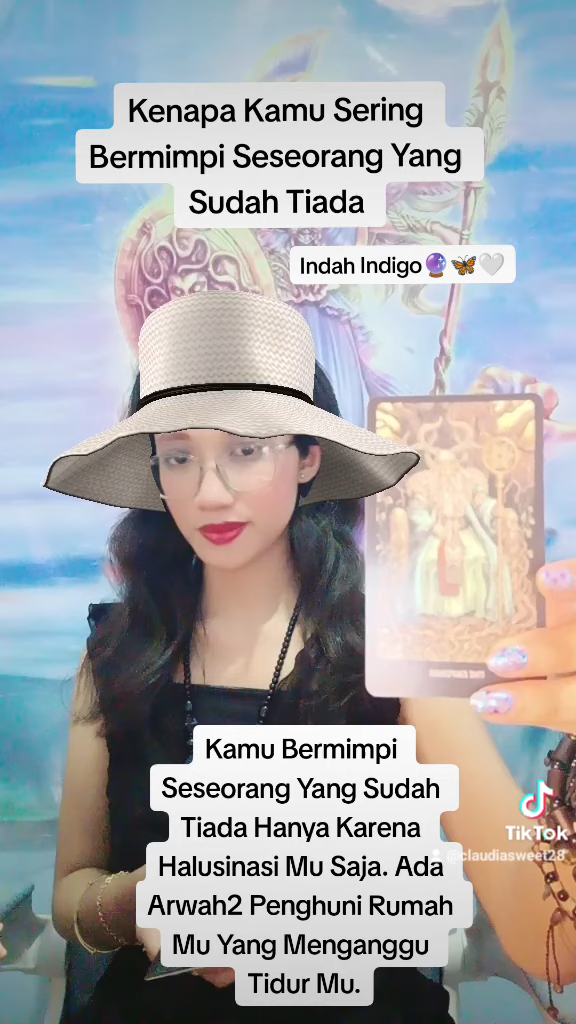 Kenapa Kamu Sering
Bermimpi Seseorang Yang
Sudah Tiada
Indah Indigo🔮🦋🤍
Kamu Bermimpi
Seseorang Yang Sudah
Tiada Hanya Karena
Halusinasi Mu Saja. Ada
Arwah2 Penghuni Rumah
Mu Yang Menganggu
Tidur Mu.
TikTok
@claudiasweet28